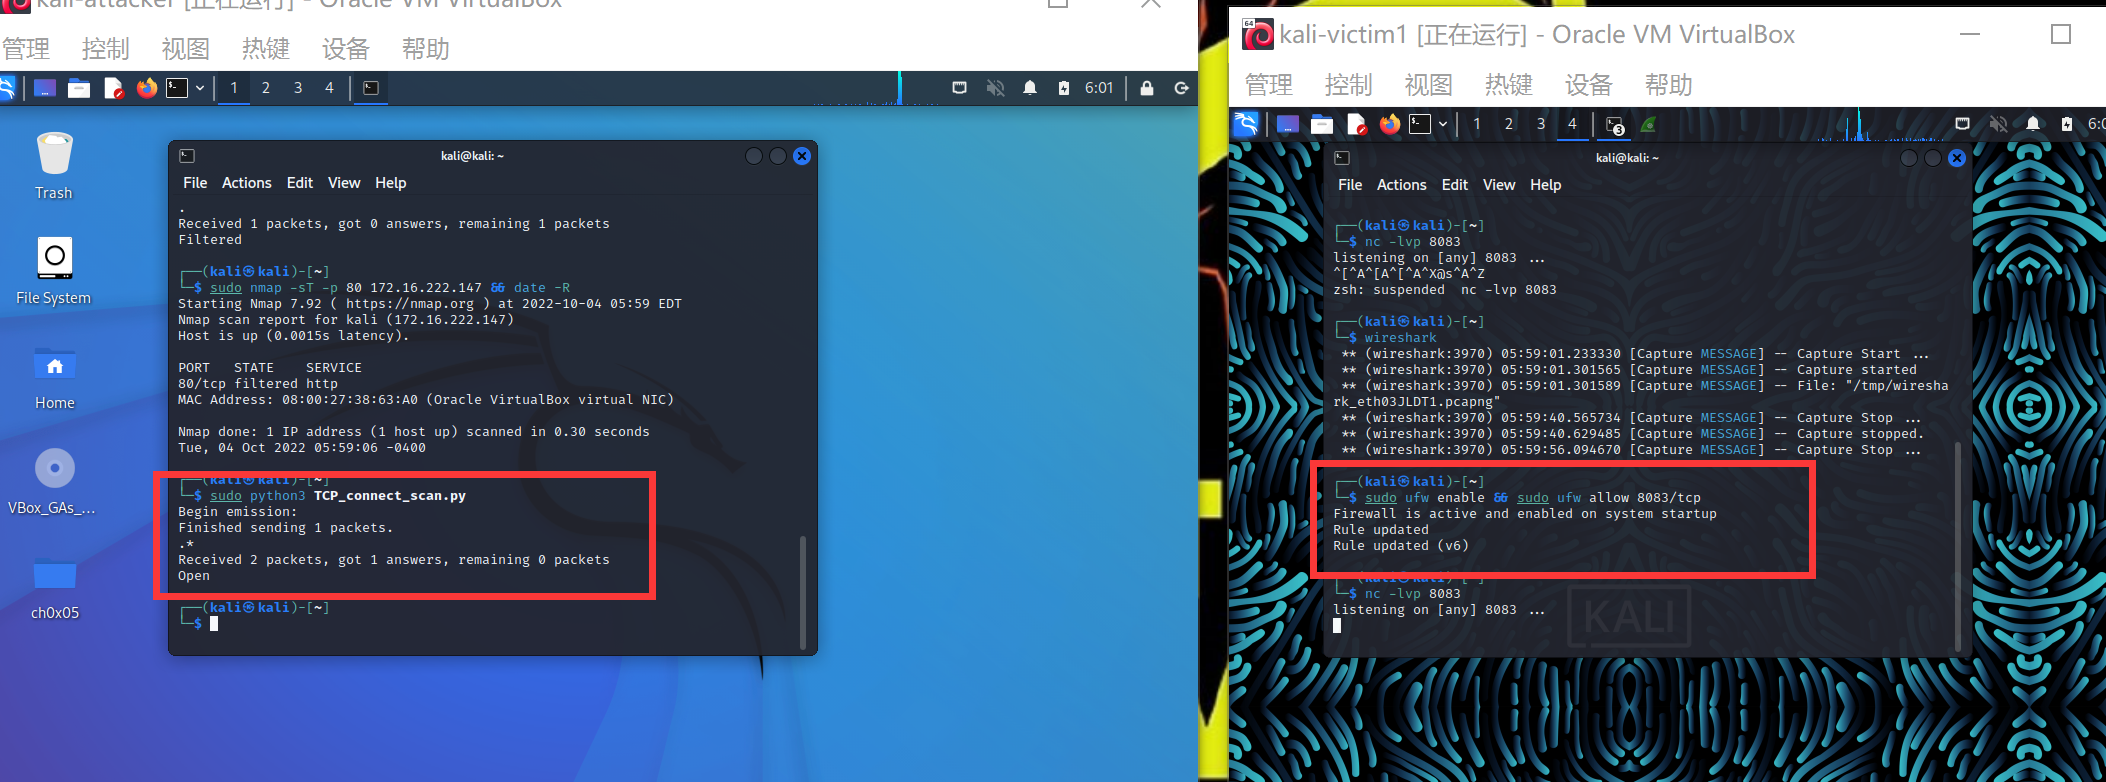 kali-attacker [正在运行] - Oracle VM VirtualBox
管理 控制 视图 热键 设备 帮助
1 2 3 4 6:01
Trash
File System
Home
VBox_GAs_...
ch0x05
kali@kali: ~
File Actions Edit View Help
.
Received 1 packets, got 0 answers, remaining 1 packets
Filtered
┌──(kali㉿kali)-[~]
└─$ sudo nmap -sT -p 80 172.16.222.147 && date -R
Starting Nmap 7.92 ( https://nmap.org ) at 2022-10-04 05:59 EDT
Nmap scan report for kali (172.16.222.147)
Host is up (0.0015s latency).
PORT   STATE    SERVICE
80/tcp filtered http
MAC Address: 08:00:27:38:63:A0 (Oracle VirtualBox virtual NIC)
Nmap done: 1 IP address (1 host up) scanned in 0.30 seconds
Tue, 04 Oct 2022 05:59:06 -0400
┌──(kali㉿kali)-[~]
└─$ sudo python3 TCP_connect_scan.py
Begin emission:
Finished sending 1 packets.
.*
Received 2 packets, got 1 answers, remaining 0 packets
Open
┌──(kali㉿kali)-[~]
└─$
64
kali-victim1 [正在运行] - Oracle VM VirtualBox
管理 控制 视图 热键 设备 帮助
1 2 3 4 3
kali@kali: ~
File Actions Edit View Help
┌──(kali㉿kali)-[~]
└─$ nc -lvp 8083
listening on [any] 8083 ...
^[^A^[A^[^A^X@s^A^Z
zsh: suspended  nc -lvp 8083
┌──(kali㉿kali)-[~]
└─$ wireshark
** (wireshark:3970) 05:59:01.233330 [Capture MESSAGE] -- Capture Start ...
** (wireshark:3970) 05:59:01.301565 [Capture MESSAGE] -- Capture started
** (wireshark:3970) 05:59:01.301589 [Capture MESSAGE] -- File: "/tmp/wiresha
rk_eth03JLDT1.pcapng"
** (wireshark:3970) 05:59:40.565734 [Capture MESSAGE] -- Capture Stop ...
** (wireshark:3970) 05:59:40.629485 [Capture MESSAGE] -- Capture stopped.
** (wireshark:3970) 05:59:56.094670 [Capture MESSAGE] -- Capture Stop ...
┌──(kali㉿kali)-[~]
└─$ sudo ufw enable && sudo ufw allow 8083/tcp
Firewall is active and enabled on system startup
Rule updated
Rule updated (v6)
┌──(kali㉿kali)-[~]
└─$ nc -lvp 8083
listening on [any] 8083 ...
KALI